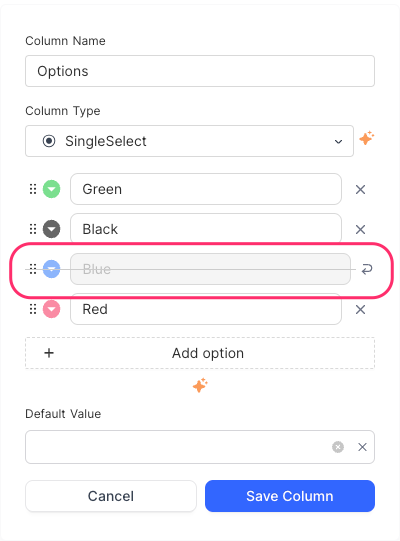 Column Name
Options
Column Type
SingleSelect
Green
Black
Blue
Red
+ Add option
Default Value
Cancel
Save Column